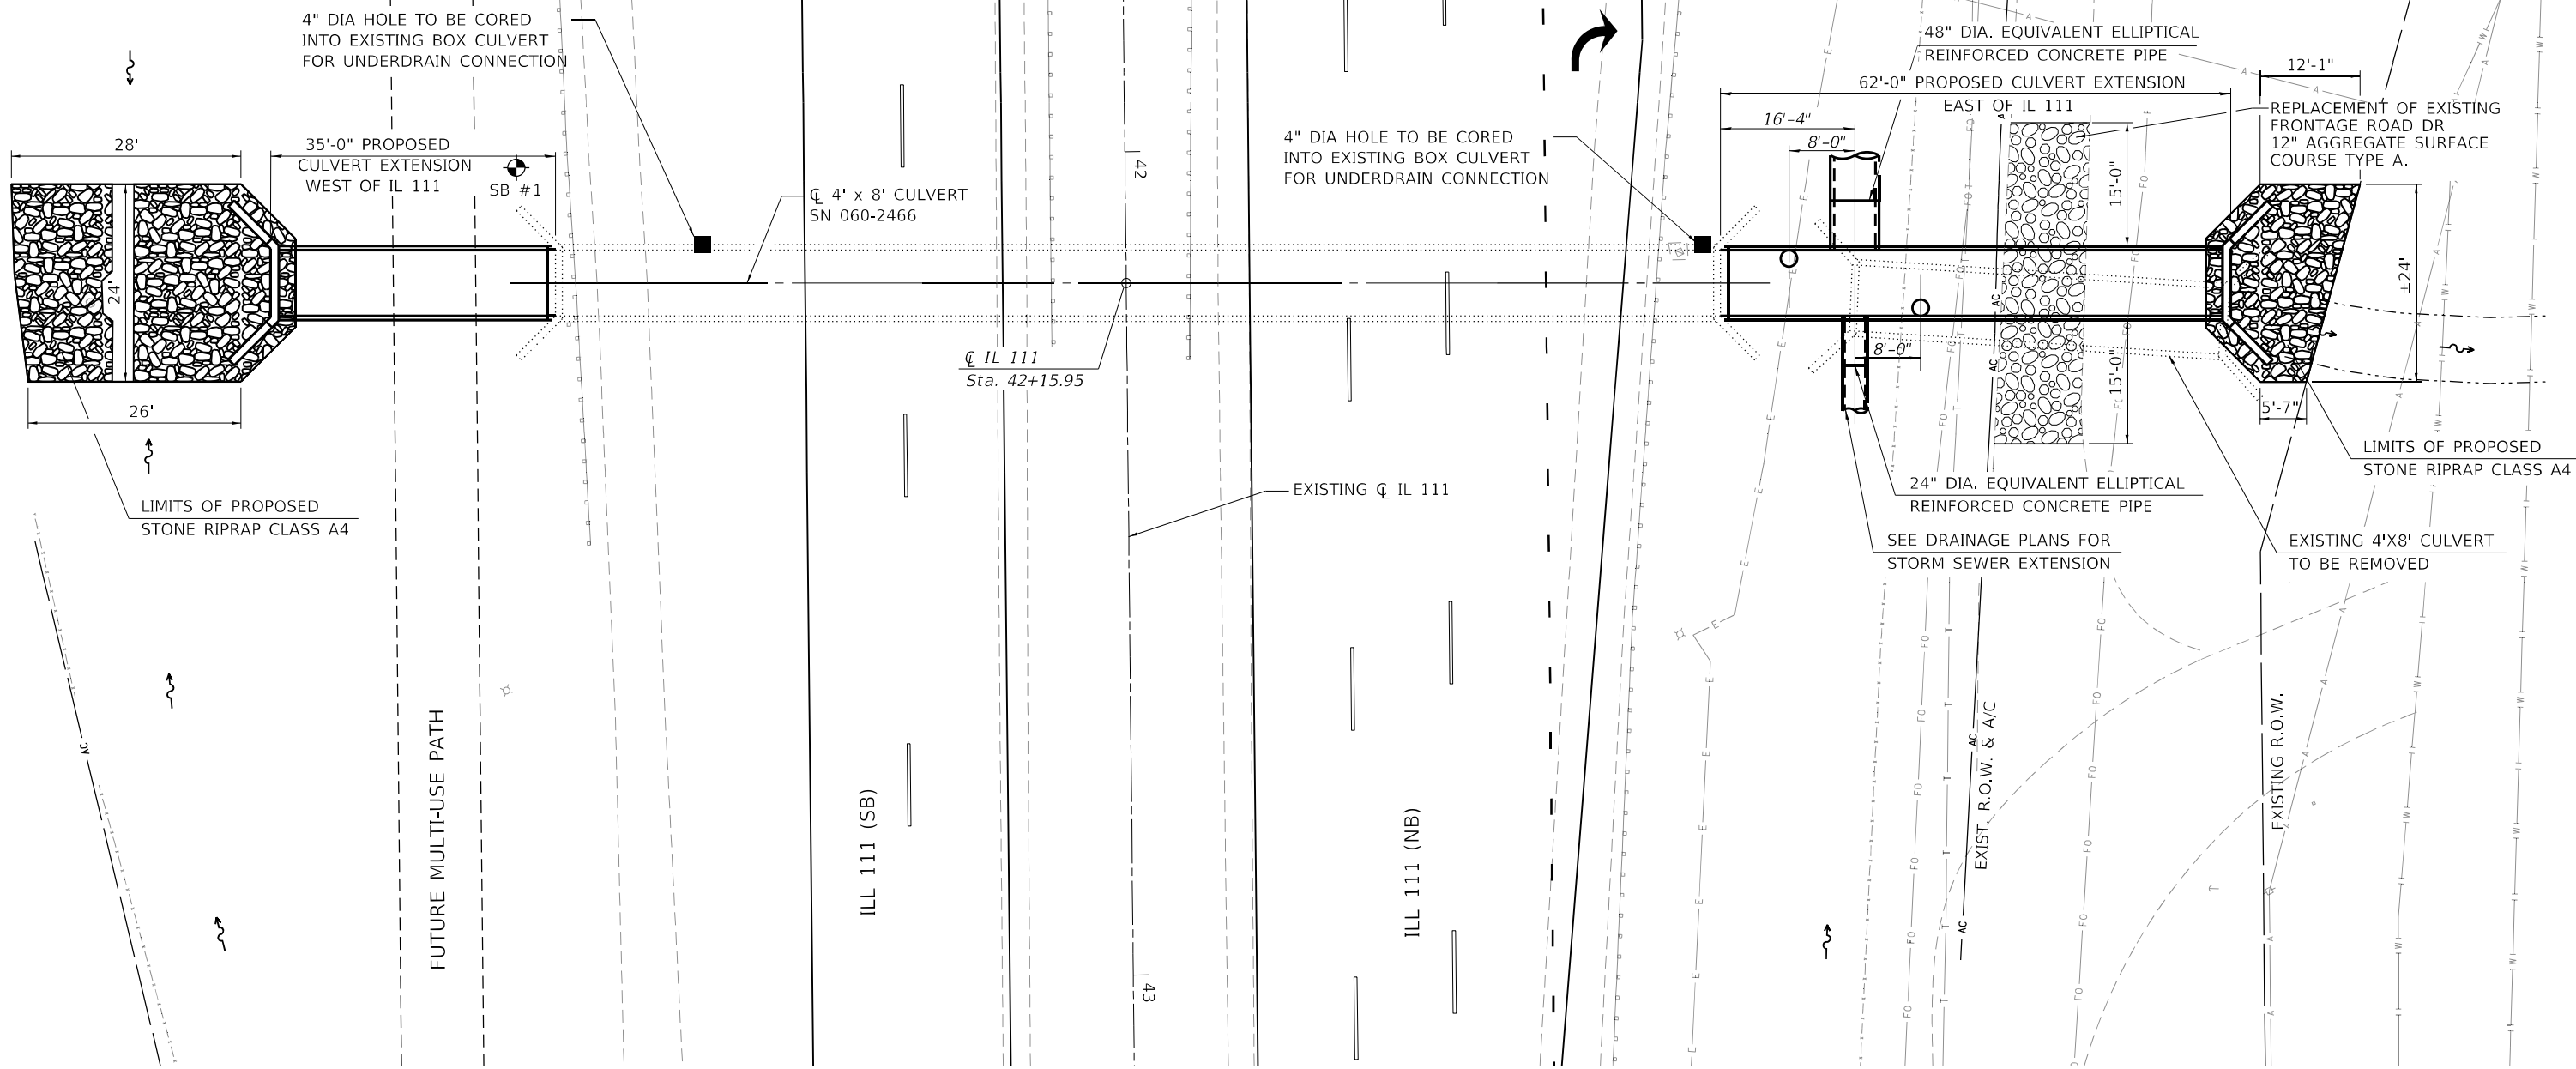 4" DIA HOLE TO BE CORED
INTO EXISTING BOX CULVERT
FOR UNDERDRAIN CONNECTION
28'
35'-0" PROPOSED
CULVERT EXTENSION
WEST OF IL 111
SB #1
24'
26'
LIMITS OF PROPOSED
STONE RIPRAP CLASS A4
AC
FUTURE MULTI-USE PATH
℄ 4' x 8' CULVERT
SN 060-2466
ILL 111 (SB)
42
℄ IL 111
Sta. 42+15.95
EXISTING ℄ IL 111
43
ILL 111 (NB)
4" DIA HOLE TO BE CORED
INTO EXISTING BOX CULVERT
FOR UNDERDRAIN CONNECTION
48" DIA. EQUIVALENT ELLIPTICAL
REINFORCED CONCRETE PIPE
62'-0" PROPOSED CULVERT EXTENSION
EAST OF IL 111
16'-4"
8'-0"
12'-1"
REPLACEMENT OF EXISTING
FRONTAGE ROAD DR
12" AGGREGATE SURFACE
COURSE TYPE A.
15'-0"
±24'
8'-0"
15'-0"
5'-7"
LIMITS OF PROPOSED
STONE RIPRAP CLASS A4
24" DIA. EQUIVALENT ELLIPTICAL
REINFORCED CONCRETE PIPE
SEE DRAINAGE PLANS FOR
STORM SEWER EXTENSION
EXISTING 4'X8' CULVERT
TO BE REMOVED
EXIST. R.O.W. & A/C
EXISTING R.O.W.
AC
AC
AC
AC